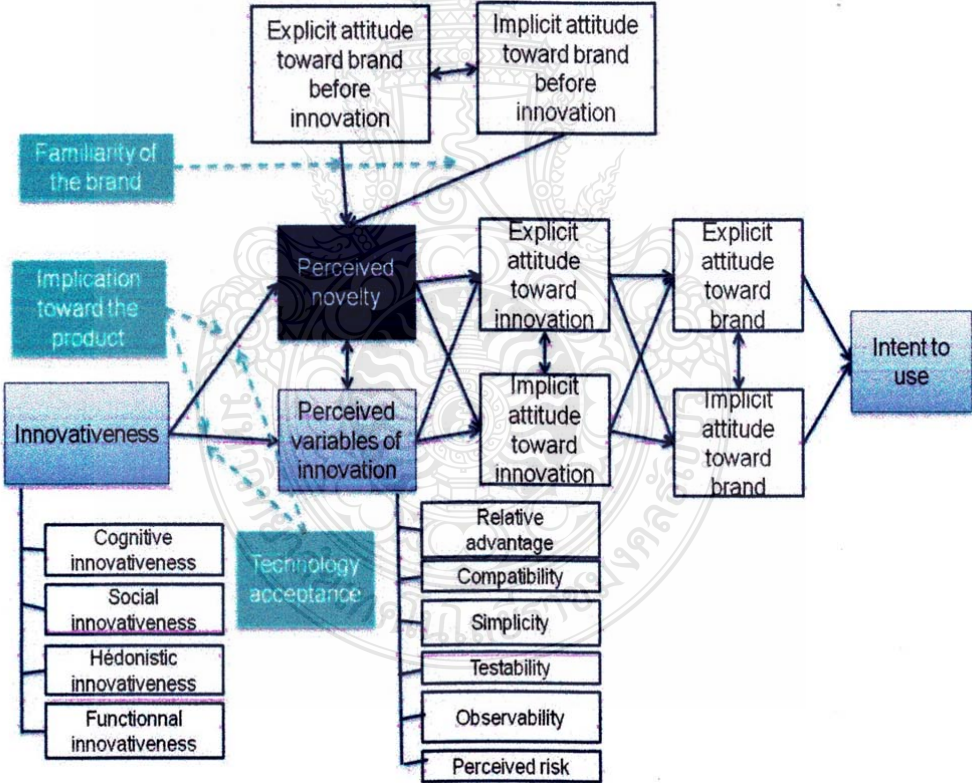 Explicit attitude
toward brand
before
innovation
Implicit attitude
toward brand before
innovation
Familiarity of
the brand
Implication
toward the
product
Perceived
novelty
Explicit
attitude
toward
innovation
Explicit
attitude
toward
brand
Intent to
use
Innovativeness
Perceived
variables of
innovation
Implicit
attitude
toward
innovation
Implicit
attitude
toward
brand
Cognitive
innovativeness
Social
innovativeness
Hédonistic
innovativeness
Functionnal
innovativeness
Technology
acceptance
Relative
advantage
Compatibility
Simplicity
Testability
Observability
Perceived risk